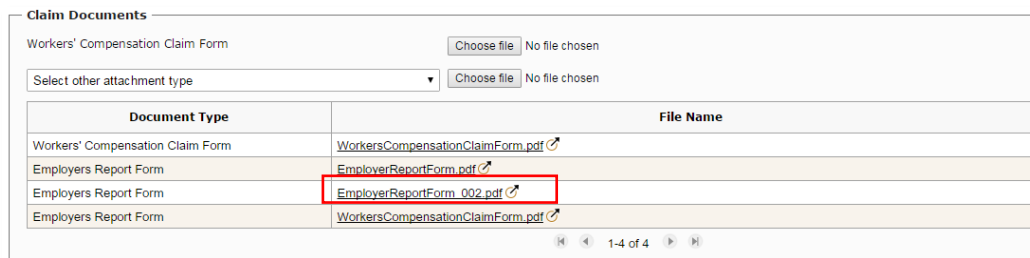 Claim Documents
Workers' Compensation Claim Form Choose file No file chosen
Select other attachment type Choose file No file chosen
Document Type File Name
Workers' Compensation Claim Form WorkersCompensationClaimForm.pdf
Employers Report Form EmployerReportForm.pdf
Employers Report Form EmployerReportForm_002.pdf
Employers Report Form WorkersCompensationClaimForm.pdf
1-4 of 4